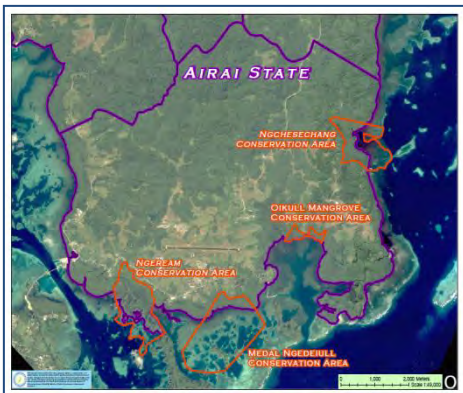 AIRAI STATE
NGCHESECHANG
CONSERVATION AREA
OIKULL MANGROVE
CONSERVATION AREA
NGEREAM
CONSERVATION AREA
MEDAL NGEDIULL
CONSERVATION AREA
0 1,000 2,000 Meters